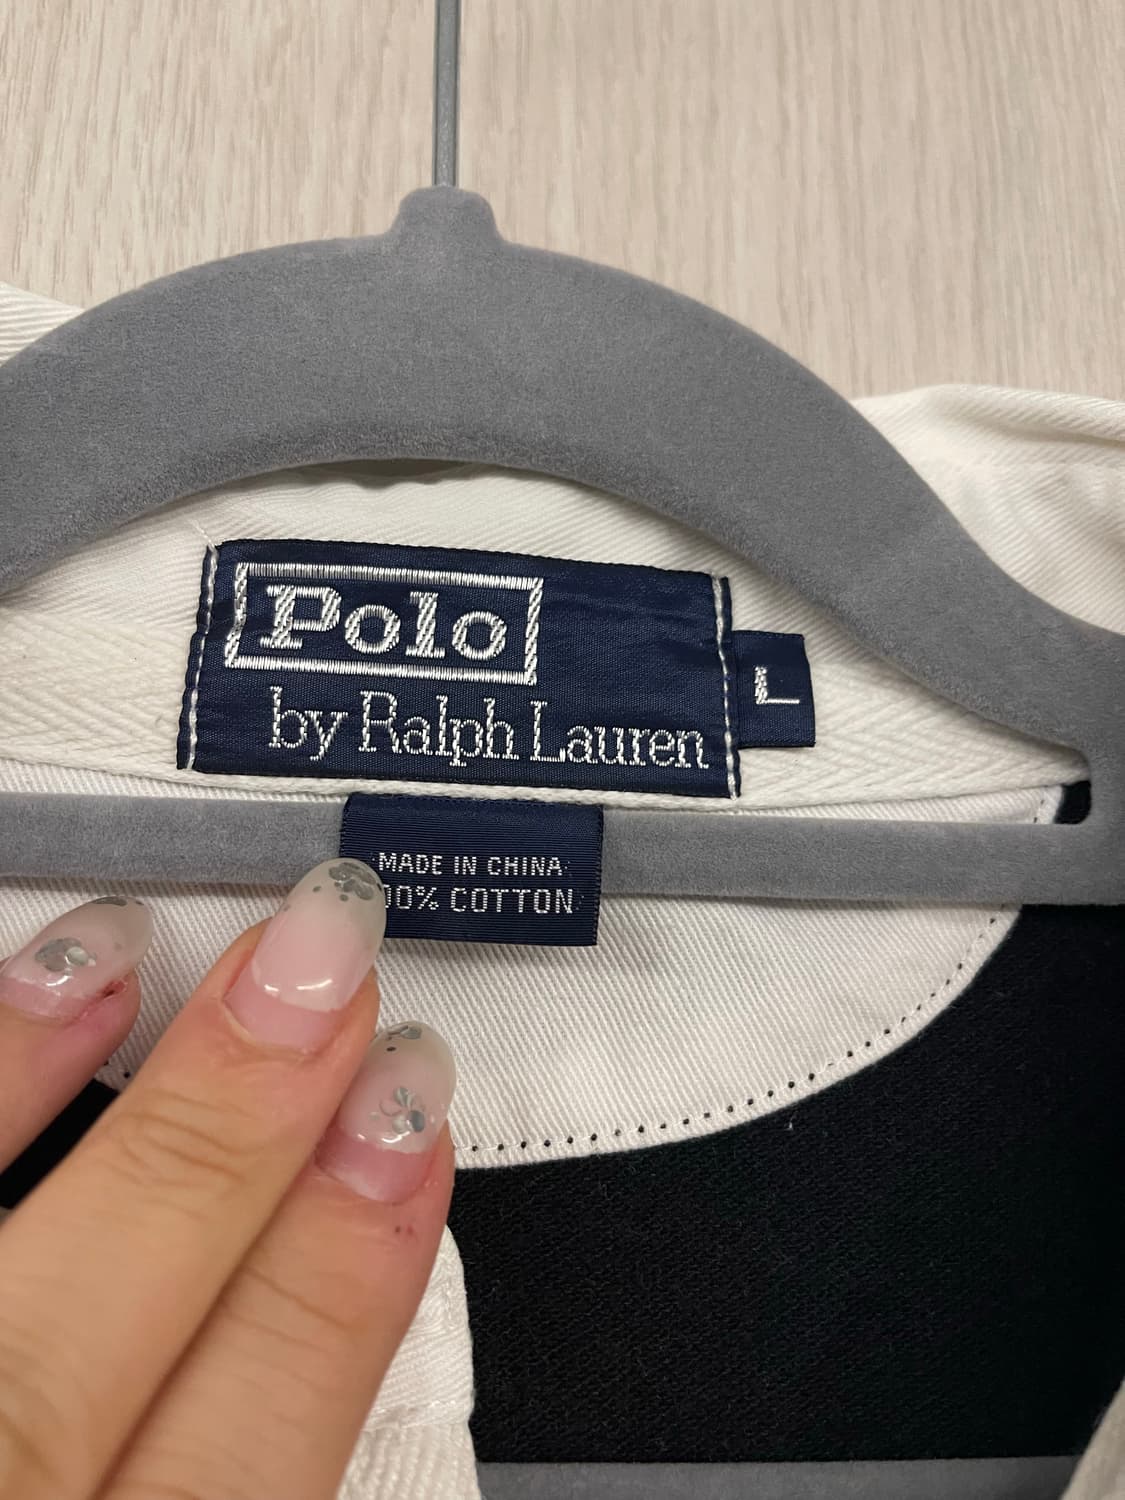 Polo
by Ralph Lauren
L
MADE IN CHINA
00% COTTON